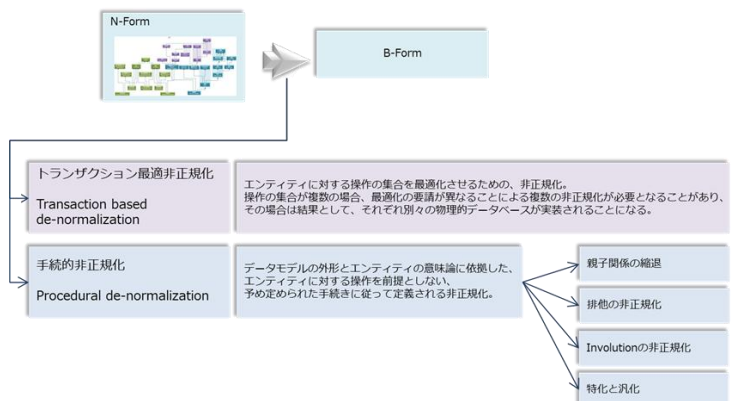 N-Form
B-Form
トランザクション最適非正規化
Transaction based
de-normalization
エンティティに対する操作の集合を最適化させるための、非正規化。
操作の集合が複数の場合、最適化の要請が異なることによる複数の非正規化が必要となることがあり、
その場合は結果として、それぞれ別々の物理的データベースが実装されることになる。
手続的非正規化
Procedural de-normalization
データモデルの外形とエンティティの意味論に依拠した、
エンティティに対する操作を前提としない、
予め定められた手続きに従って定義される非正規化。
親子関係の縮退
排他の非正規化
Involutionの非正規化
特化と汎化